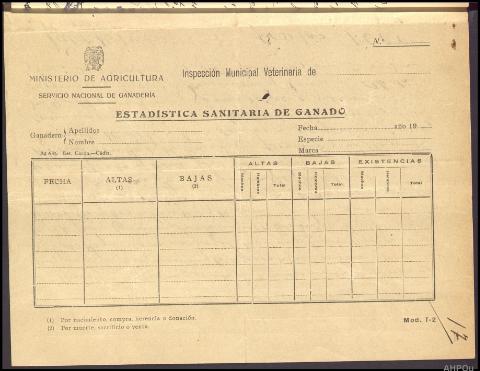 N.º
MINISTERIO DE AGRICULTURA
SERVICIO NACIONAL DE GANADERÍA
Inspección Municipal Veterinaria de
ESTADÍSTICA SANITARIA DE GANADO
Ganadero
Apellidos
Nombre
Fecha año 19
Especie
Marca
FECHA
ALTAS
(1)
BAJAS
(2)
ALTAS
Machos
Hembras
Total
BAJAS
Machos
Hembras
Total
EXISTENCIAS
Machos
Hembras
Total
(1) Por nacimiento, compra, herencia o donación.
(2) Por muerte, sacrificio o venta.
Mod. T-2
AHPOu